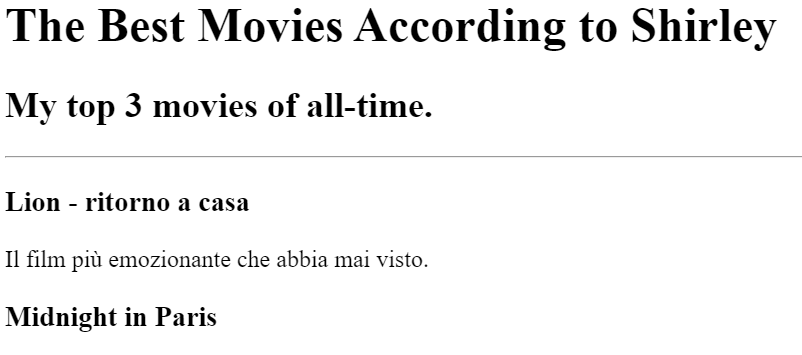 The Best Movies According to Shirley
My top 3 movies of all-time.
Lion - ritorno a casa
Il film più emozionante che abbia mai visto.
Midnight in Paris